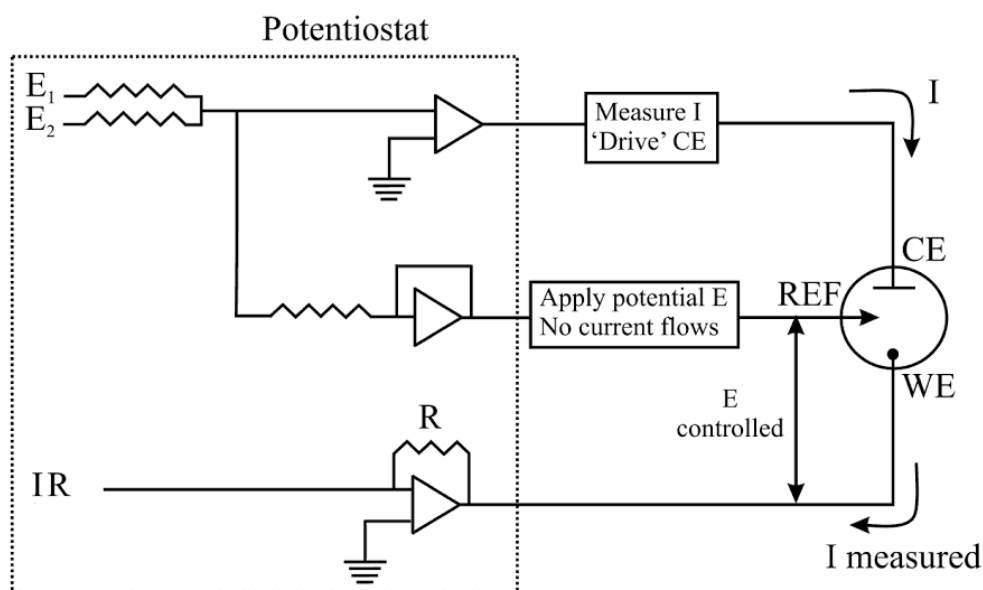 Potentiostat
E₁
E₂
Measure I
‘Drive’ CE
I
CE
Apply potential E
No current flows
REF
WE
E
controlled
R
IR
I measured